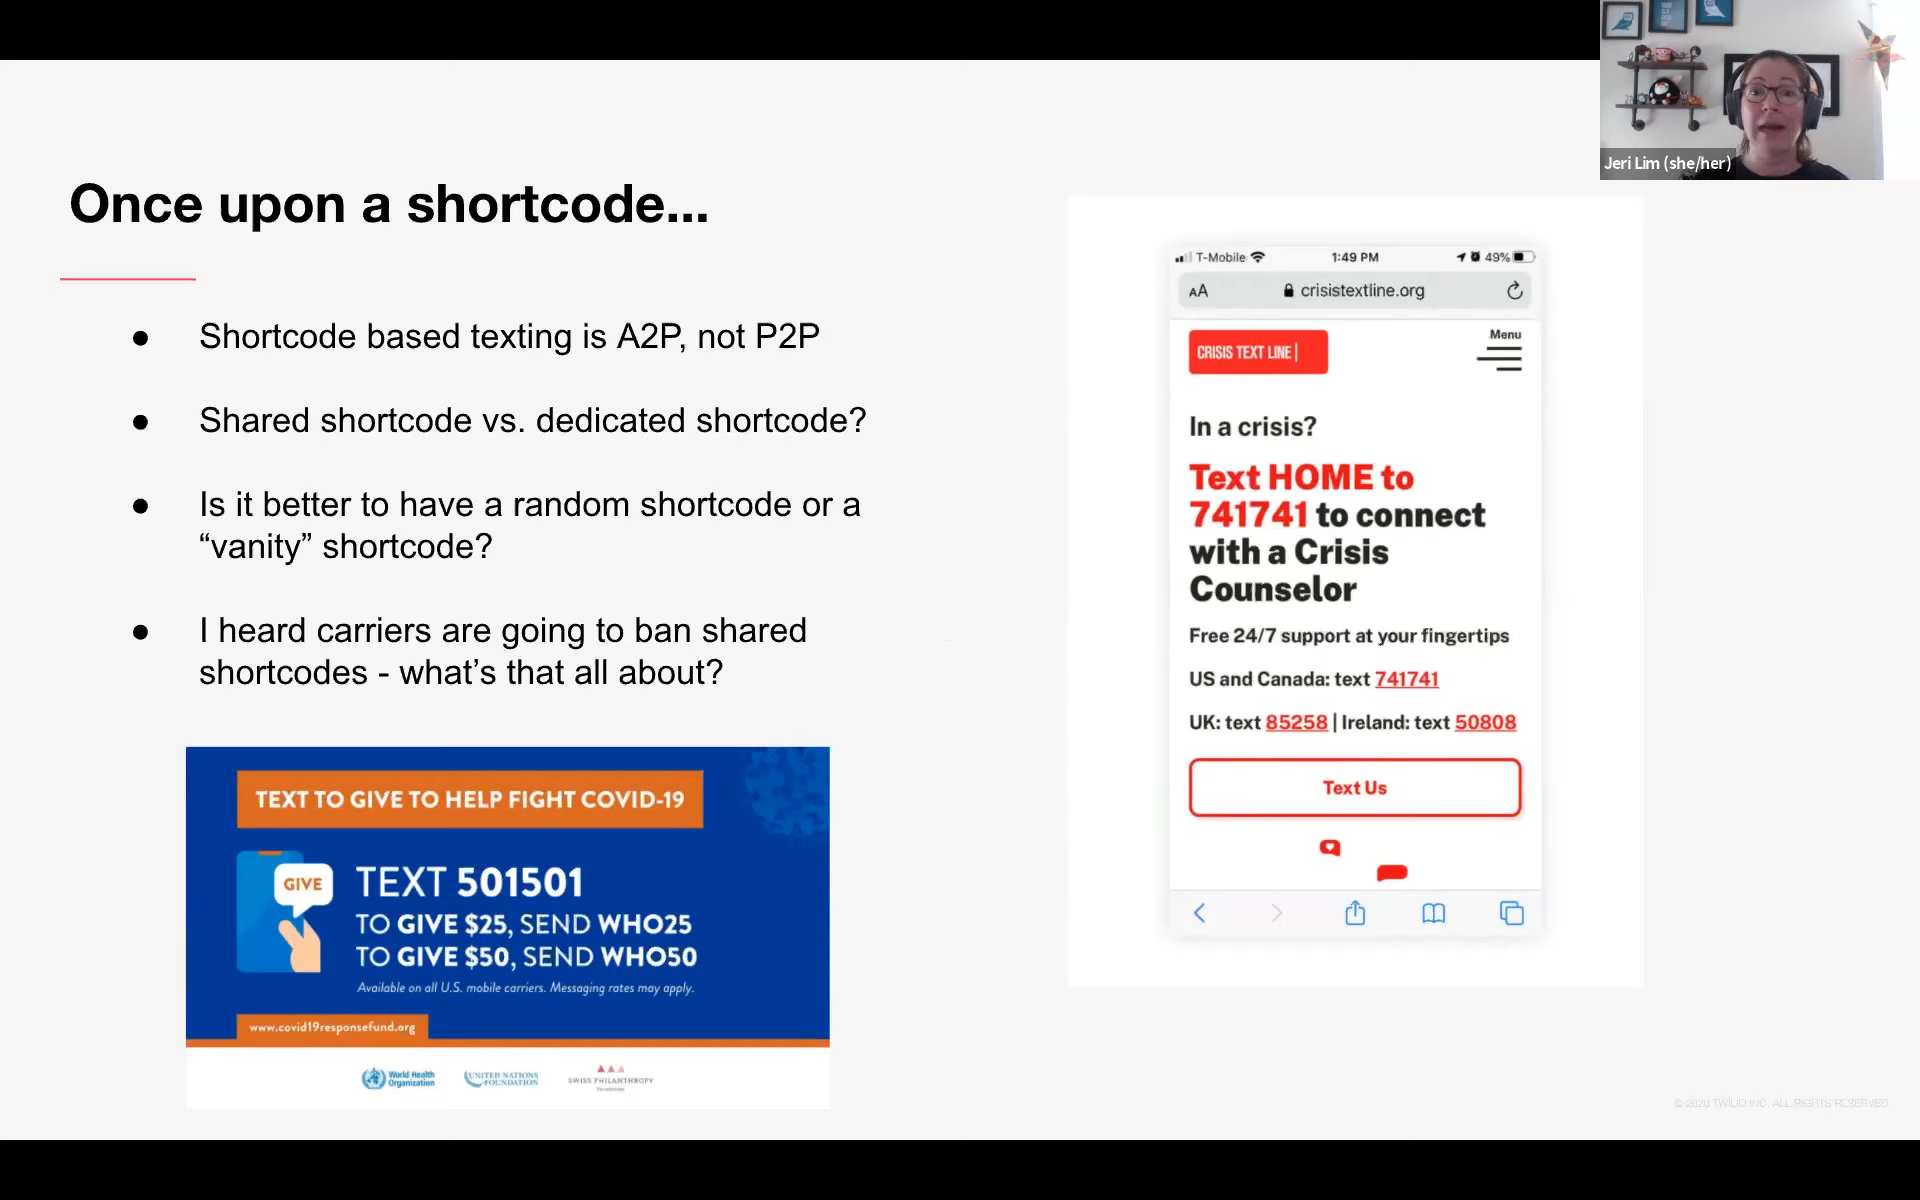 Jeri Lim (she/her)
Once upon a shortcode...
● Shortcode based texting is A2P, not P2P
● Shared shortcode vs. dedicated shortcode?
● Is it better to have a random shortcode or a
“vanity” shortcode?
● I heard carriers are going to ban shared
shortcodes - what’s that all about?
TEXT TO GIVE TO HELP FIGHT COVID-19
GIVE
TEXT 501501
TO GIVE $25, SEND WHO25
TO GIVE $50, SEND WHO50
Available on all U.S. mobile carriers. Messaging rates may apply.
www.covid19responsefund.org
World Health
Organization
UNITED NATIONS
FOUNDATION
SWISS PHILANTHROPY
T-Mobile 1:49 PM 49%
AA crisistextline.org
CRISIS TEXT LINE|
Menu
In a crisis?
Text HOME to
741741 to connect
with a Crisis
Counselor
Free 24/7 support at your fingertips
US and Canada: text 741741
UK: text 85258 | Ireland: text 50808
Text Us
© 2020 TWILIO INC. ALL RIGHTS RESERVED.